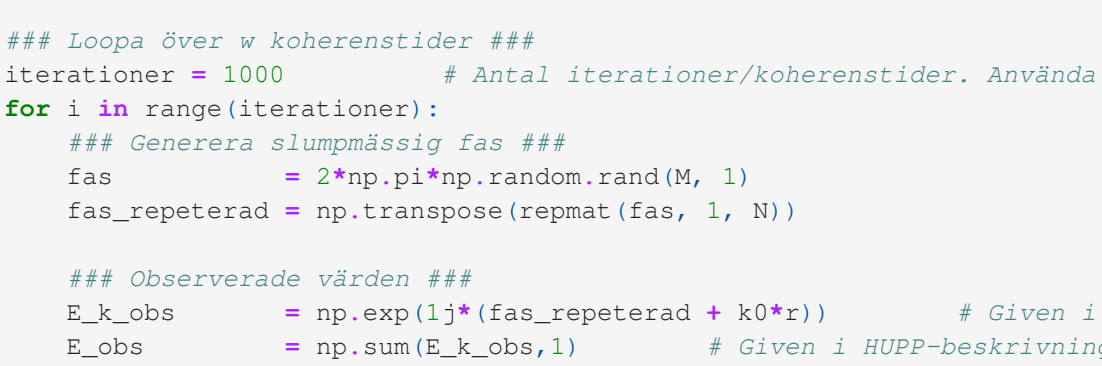 ### Loopa över w koherenstider ###
iterationer = 1000 # Antal iterationer/koherenstider. Använda
for i in range(iterationer):
### Generera slumpmässig fas ###
fas = 2*np.pi*np.random.rand(M, 1)
fas_repeterad = np.transpose(repmat(fas, 1, N))
### Observerade värden ###
E_k_obs = np.exp(1j*(fas_repeterad + k0*r)) # Given i
E_obs = np.sum(E_k_obs,1) # Given i HUPP-beskrivning